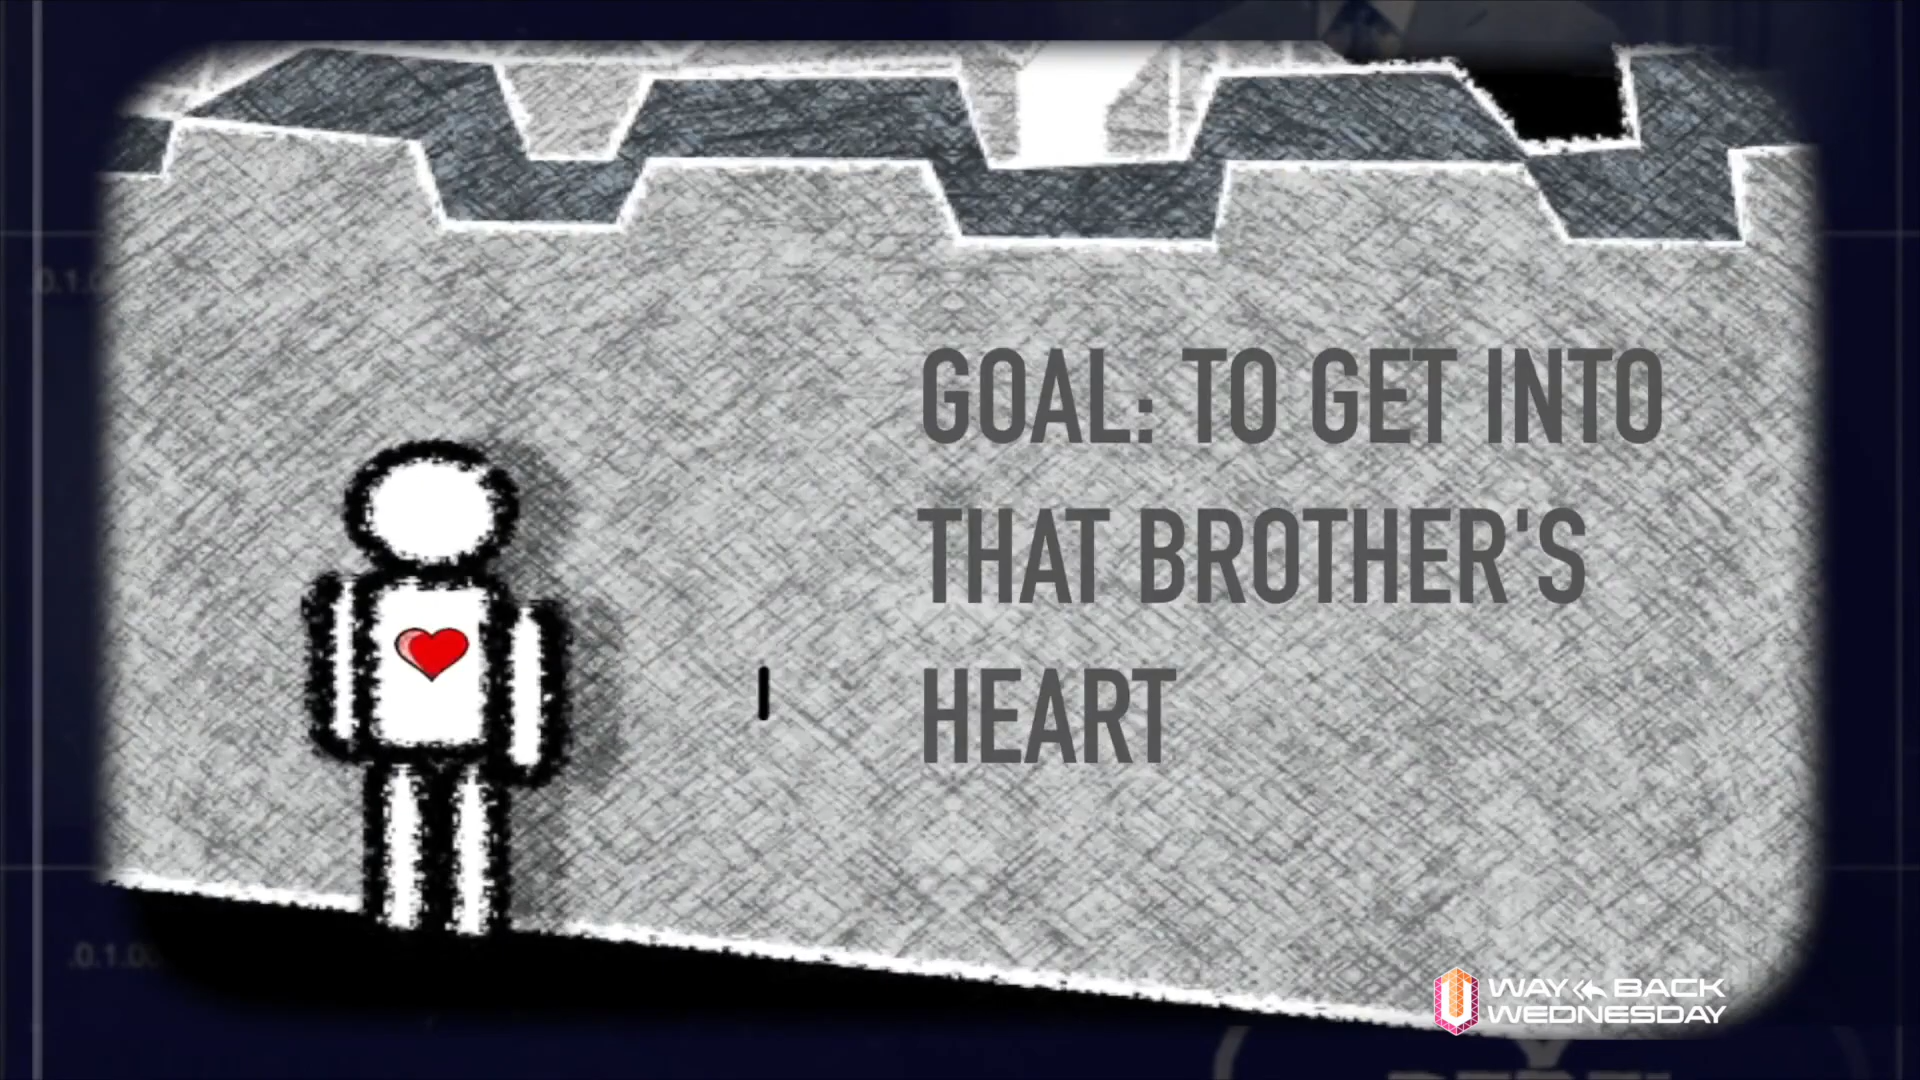 GOAL: TO GET INTO
THAT BROTHER'S
HEART
WAY BACK
WEDNESDAY